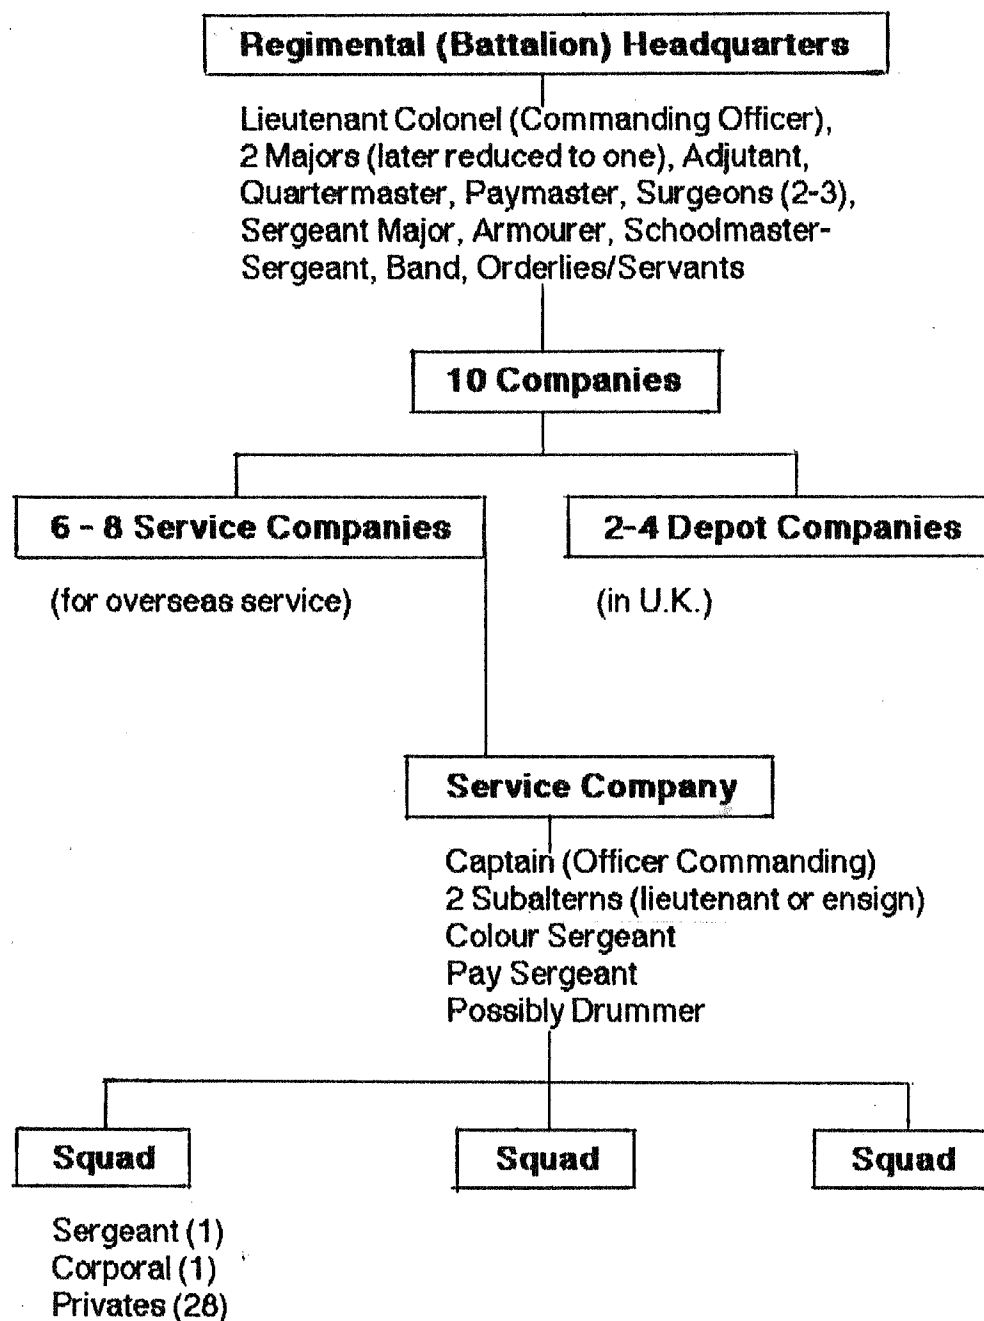 Regimental (Battalion) Headquarters
Lieutenant Colonel (Commanding Officer),
2 Majors (later reduced to one), Adjutant,
Quartermaster, Paymaster, Surgeons (2-3),
Sergeant Major, Armourer, Schoolmaster-
Sergeant, Band, Orderlies/Servants
10 Companies
6 - 8 Service Companies
(for overseas service)
2-4 Depot Companies
(in U.K.)
Service Company
Captain (Officer Commanding)
2 Subalterns (lieutenant or ensign)
Colour Sergeant
Pay Sergeant
Possibly Drummer
Squad
Sergeant (1)
Corporal (1)
Privates (28)
Squad
Squad